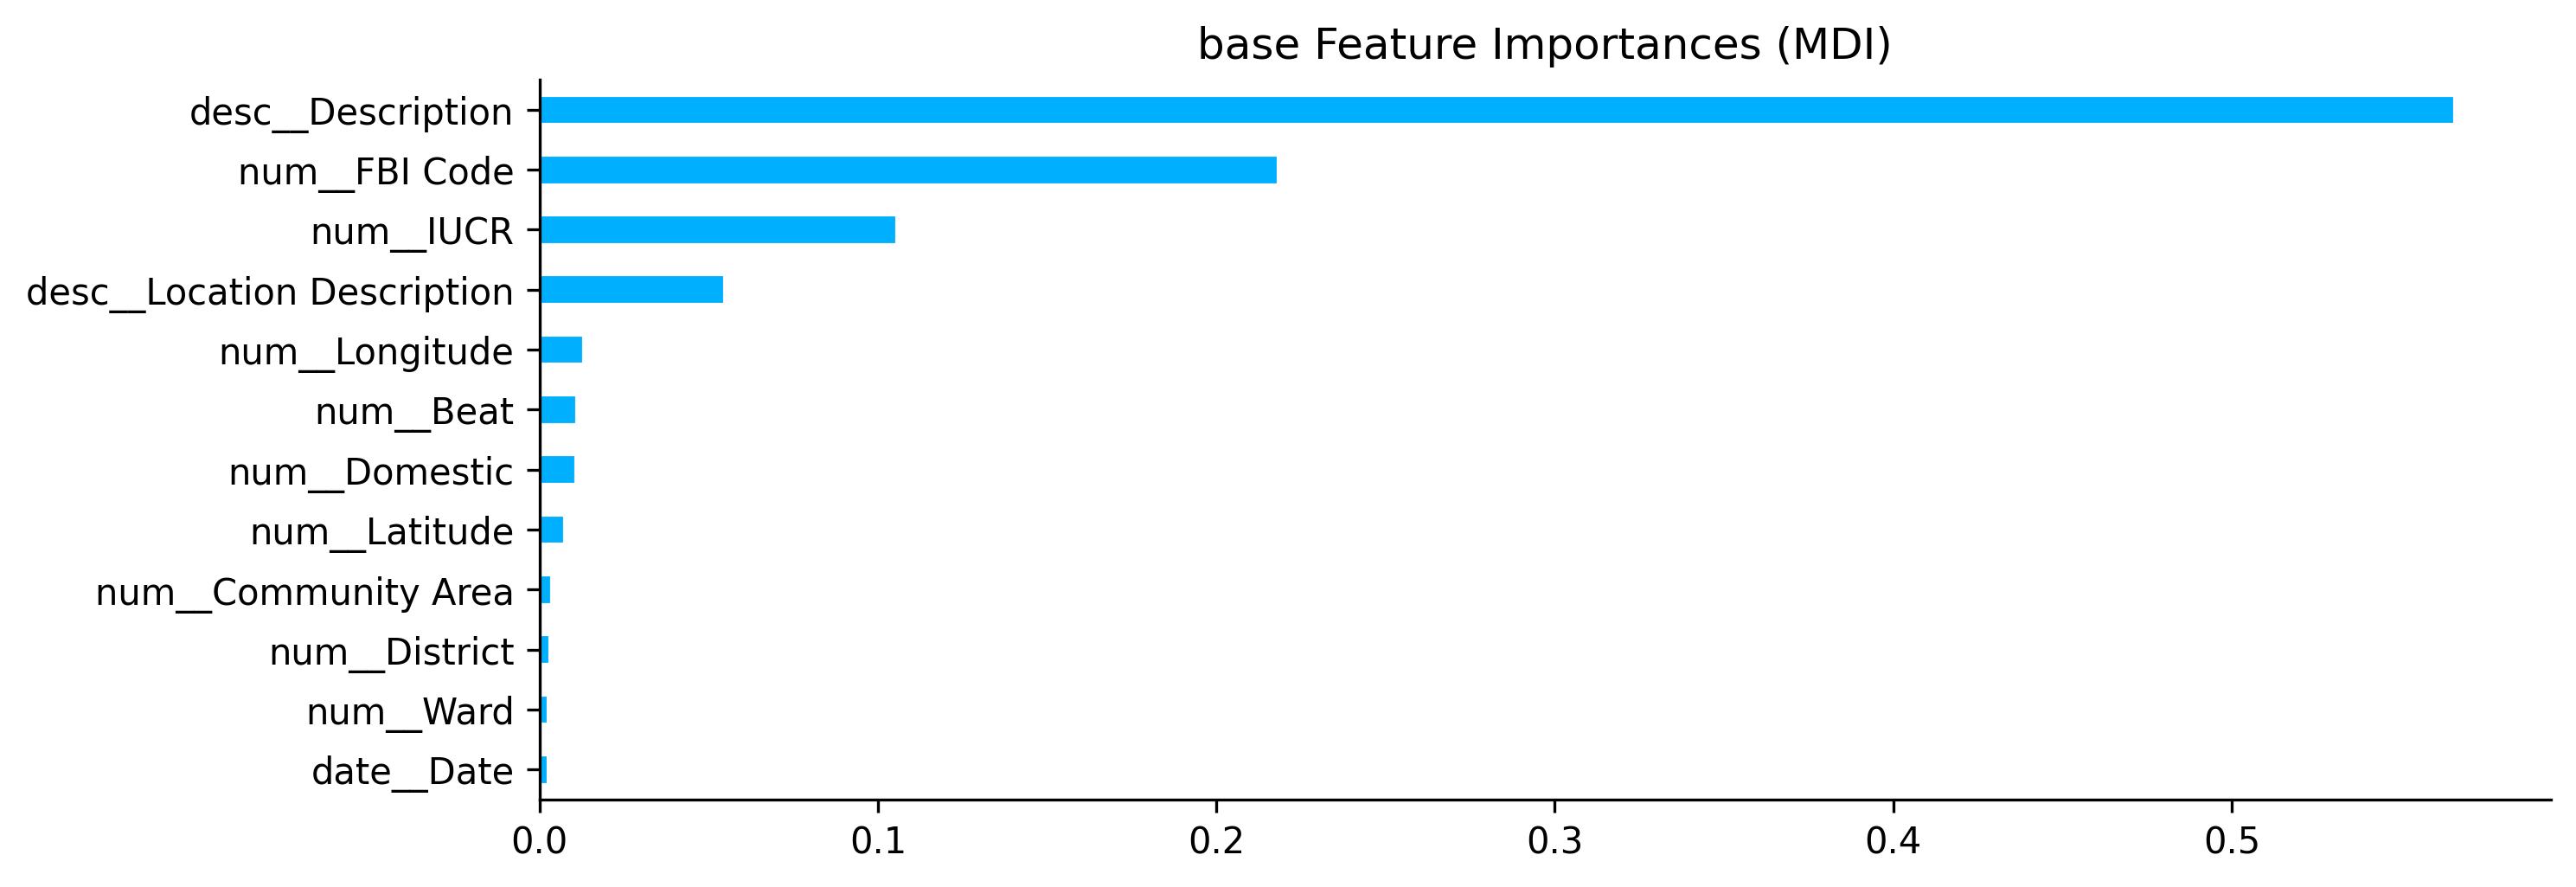 base Feature Importances (MDI)
desc__Description
num__FBI Code
num__IUCR
desc__Location Description
num__Longitude
num__Beat
num__Domestic
num__Latitude
num__Community Area
num__District
num__Ward
date__Date
0.0 0.1 0.2 0.3 0.4 0.5